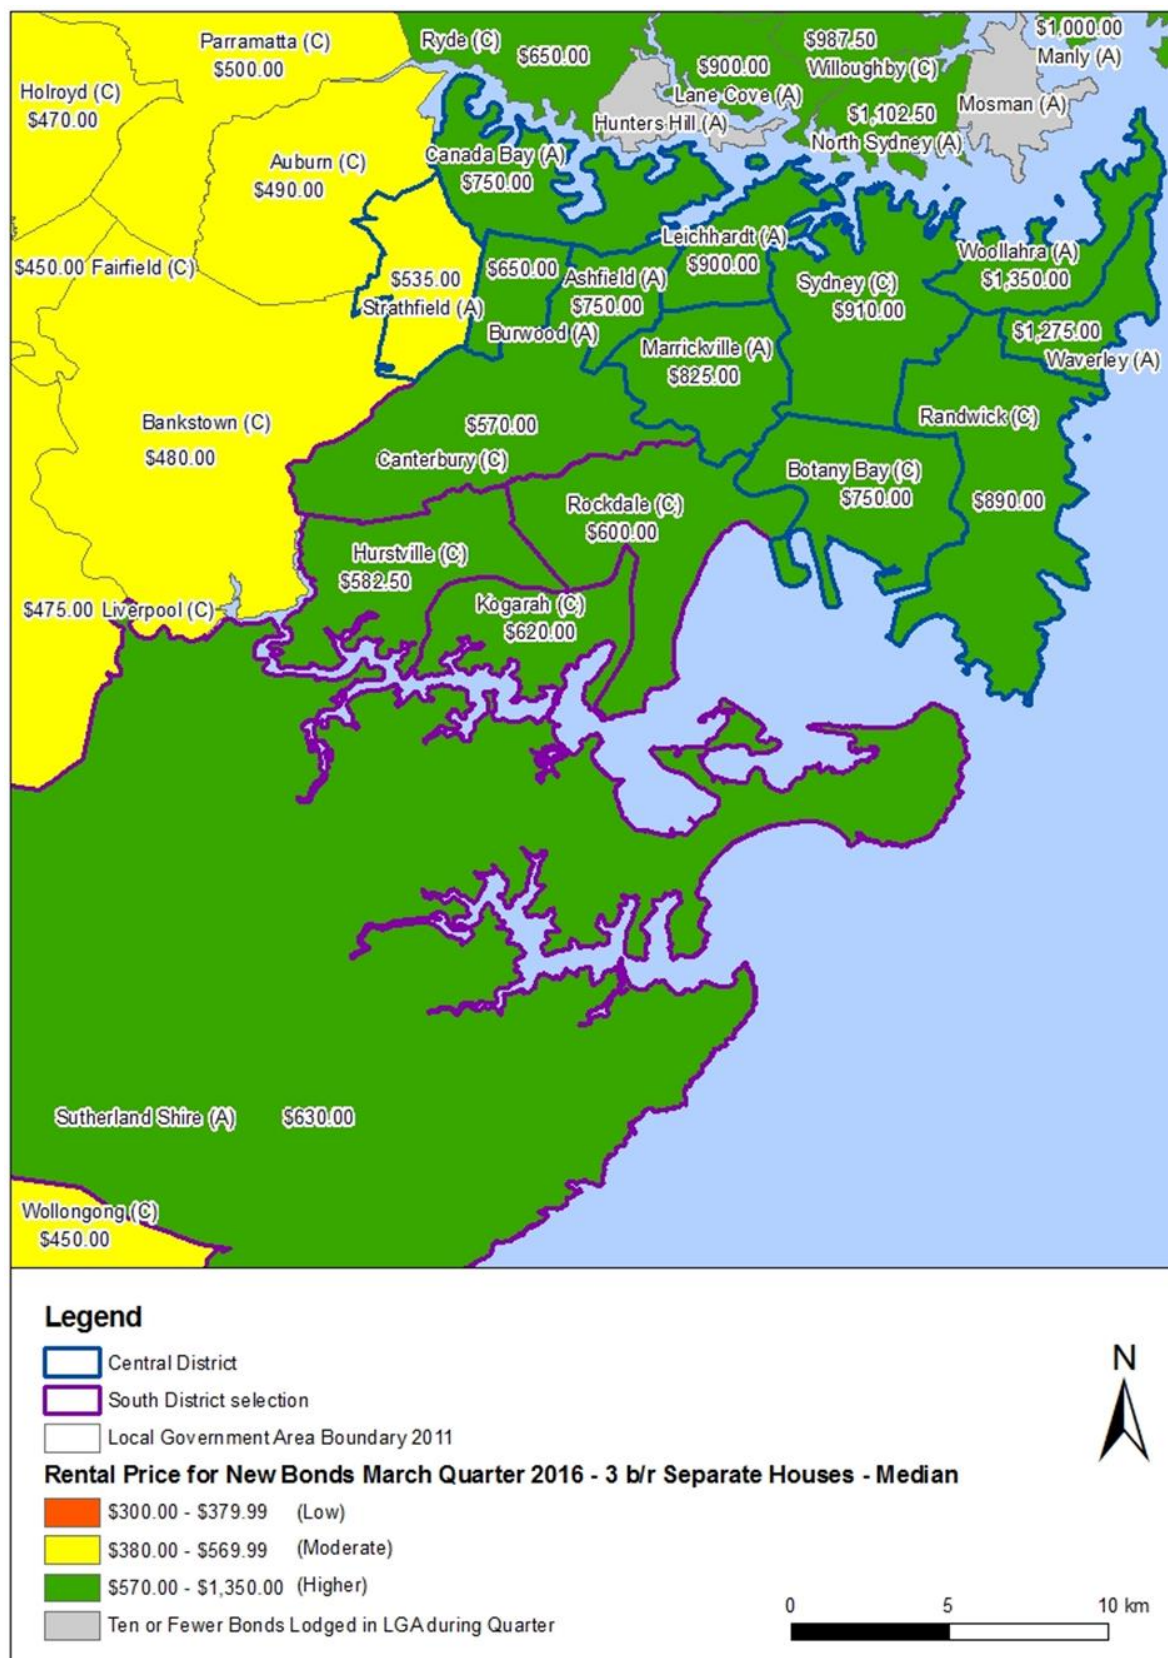 Parramatta (C)
$500.00
Ryde (C)
$650.00
$987.50
Willoughby (C)
$1,000.00
Manly (A)
Holroyd (C)
$470.00
$900.00
Lane Cove (A)
Hunters Hill (A)
$1,102.50
North Sydney (A)
Mosman (A)
Auburn (C)
$490.00
Canada Bay (A)
$750.00
$450.00 Fairfield (C)
$535.00
Strathfield (A)
$650.00
Burwood (A)
Ashfield (A)
$750.00
Leichhardt (A)
$900.00
Sydney (C)
$910.00
Woollahra (A)
$1,350.00
$1,275.00
Waverley (A)
Marrickville (A)
$825.00
Bankstown (C)
$480.00
$570.00
Canterbury (C)
Randwick (C)
$890.00
Botany Bay (C)
$750.00
Rockdale (C)
$600.00
Hurstville (C)
$582.50
Kogarah (C)
$620.00
$475.00 Liverpool (C)
Sutherland Shire (A) $630.00
Wollongong (C)
$450.00
Legend
Central District
South District selection
Local Government Area Boundary 2011
Rental Price for New Bonds March Quarter 2016 - 3 b/r Separate Houses - Median
$300.00 - $379.99 (Low)
$380.00 - $569.99 (Moderate)
$570.00 - $1,350.00 (Higher)
Ten or Fewer Bonds Lodged in LGA during Quarter
N
0 5 10 km